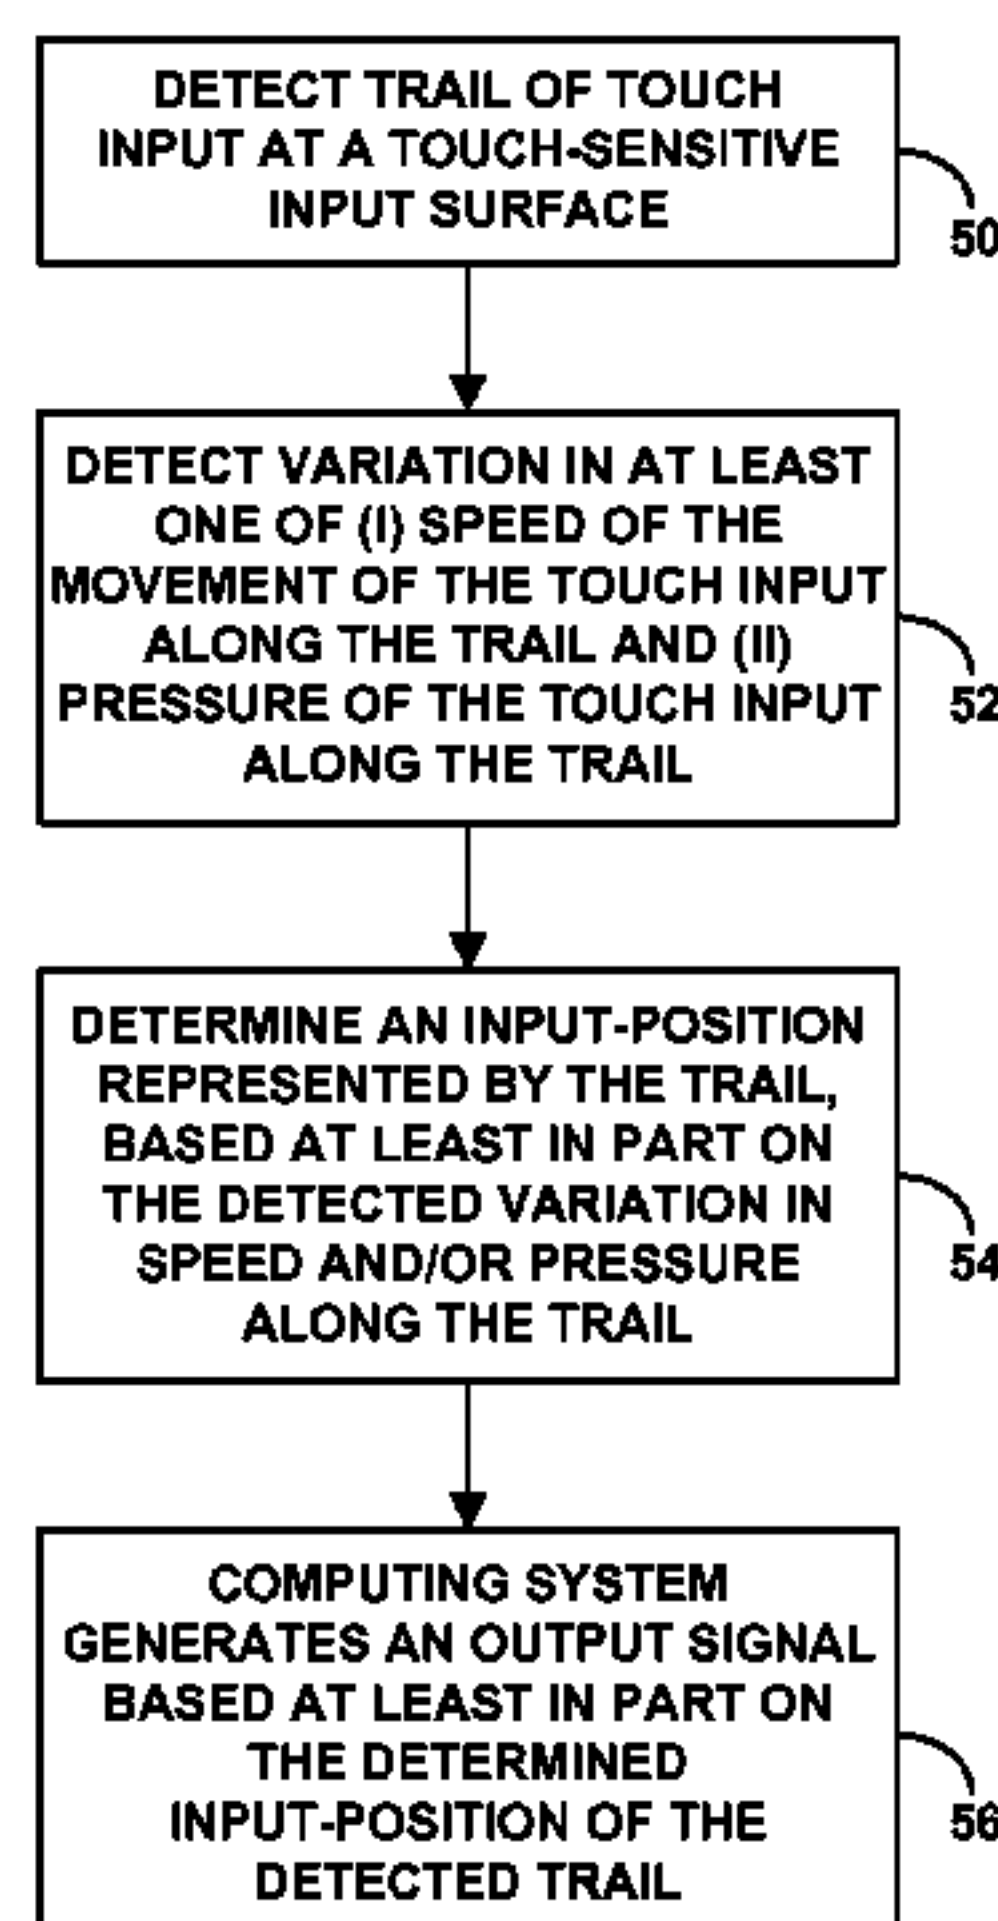 DETECT TRAIL OF TOUCH
INPUT AT A TOUCH-SENSITIVE
INPUT SURFACE
50
DETECT VARIATION IN AT LEAST
ONE OF (I) SPEED OF THE
MOVEMENT OF THE TOUCH INPUT
ALONG THE TRAIL AND (II)
PRESSURE OF THE TOUCH INPUT
ALONG THE TRAIL
52
DETERMINE AN INPUT-POSITION
REPRESENTED BY THE TRAIL,
BASED AT LEAST IN PART ON
THE DETECTED VARIATION IN
SPEED AND/OR PRESSURE
ALONG THE TRAIL
54
COMPUTING SYSTEM
GENERATES AN OUTPUT SIGNAL
BASED AT LEAST IN PART ON
THE DETERMINED
INPUT-POSITION OF THE
DETECTED TRAIL
56